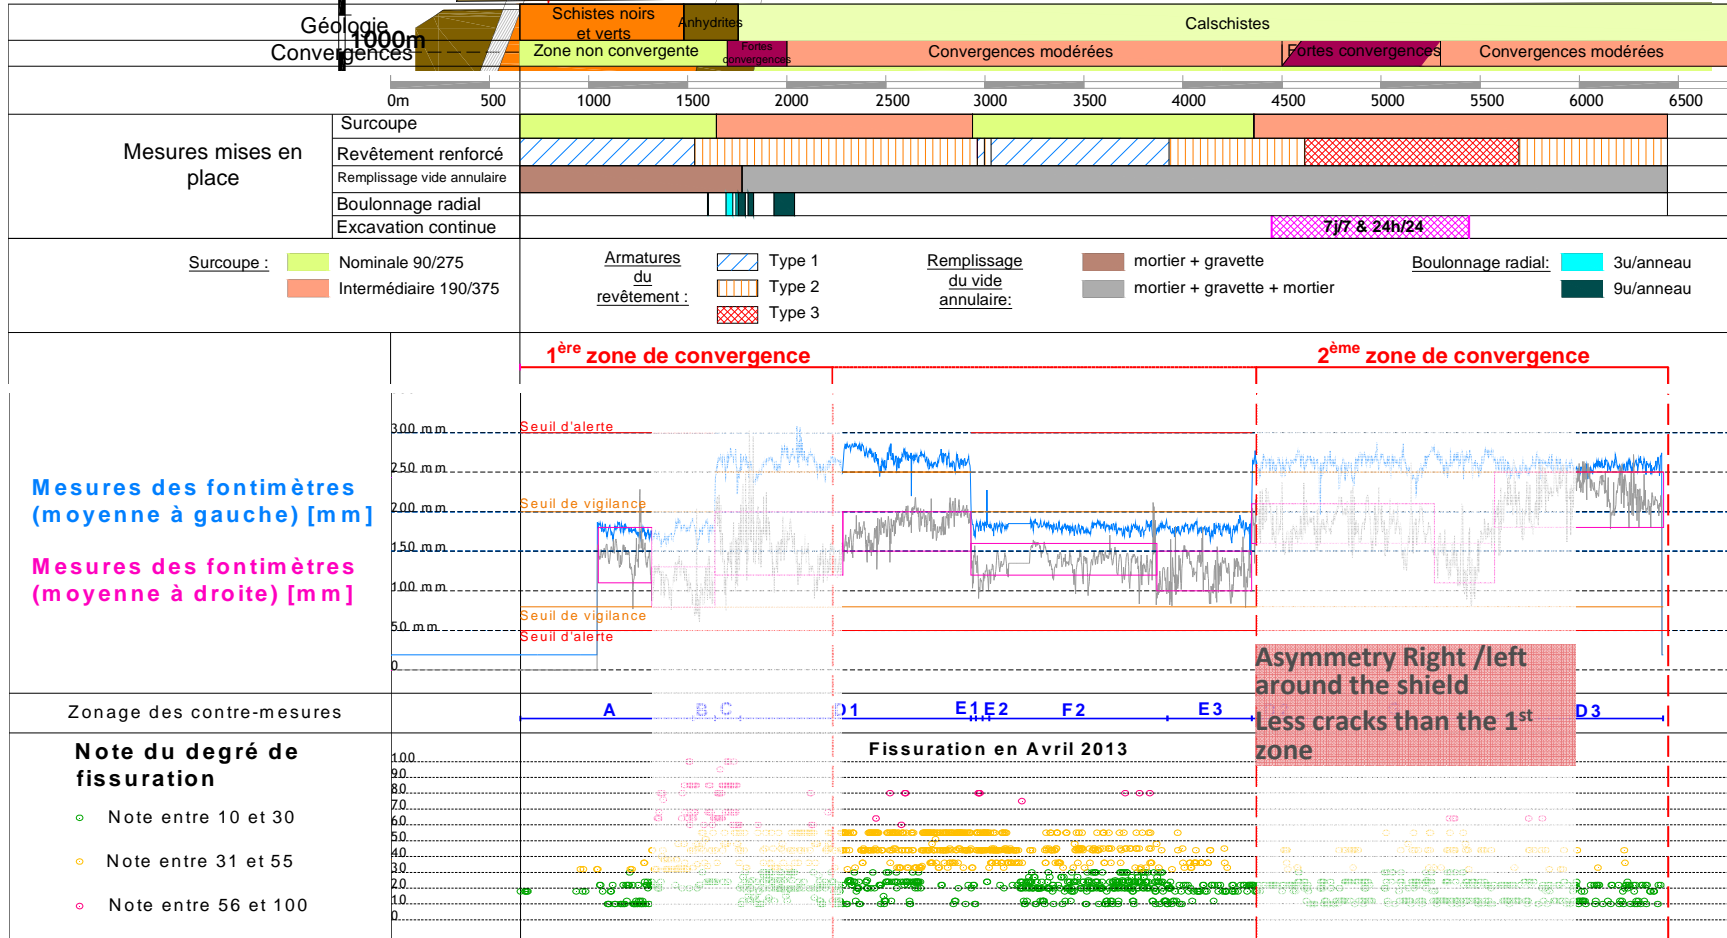 Géologie
Schistes noirs
et verts
Anhydrites
Calschistes
1000m
Convergences
Zone non convergente
Fortes
convergences
Convergences modérées
Fortes convergences
Convergences modérées
0m 500 1000 1500 2000 2500 3000 3500 4000 4500 5000 5500 6000 6500
Mesures mises en
place
Surcoupe
Revêtement renforcé
Remplissage vide annulaire
Boulonnage radial
Excavation continue
7j/7 & 24h/24
Surcoupe :
Nominale 90/275
Intermédiaire 190/375
Armatures
du
revêtement :
Type 1
Type 2
Type 3
Remplissage
du vide
annulaire:
mortier + gravette
mortier + gravette + mortier
Boulonnage radial:
3u/anneau
9u/anneau
1ère zone de convergence
2ème zone de convergence
Mesures des fontimètres
(moyenne à gauche) [mm]
Mesures des fontimètres
(moyenne à droite) [mm]
300 mm
250 mm
200 mm
150 mm
100 mm
50 mm
0
Seuil d'alerte
Seuil de vigilance
Seuil de vigilance
Seuil d'alerte
Asymmetry Right /left
around the shield
Less cracks than the 1st
zone
Zonage des contre-mesures
A B C D1 E1 E2 F2 E3 D3
Note du degré de
fissuration
Note entre 10 et 30
Note entre 31 et 55
Note entre 56 et 100
Fissuration en Avril 2013
100
90
80
70
60
50
40
30
20
10
0